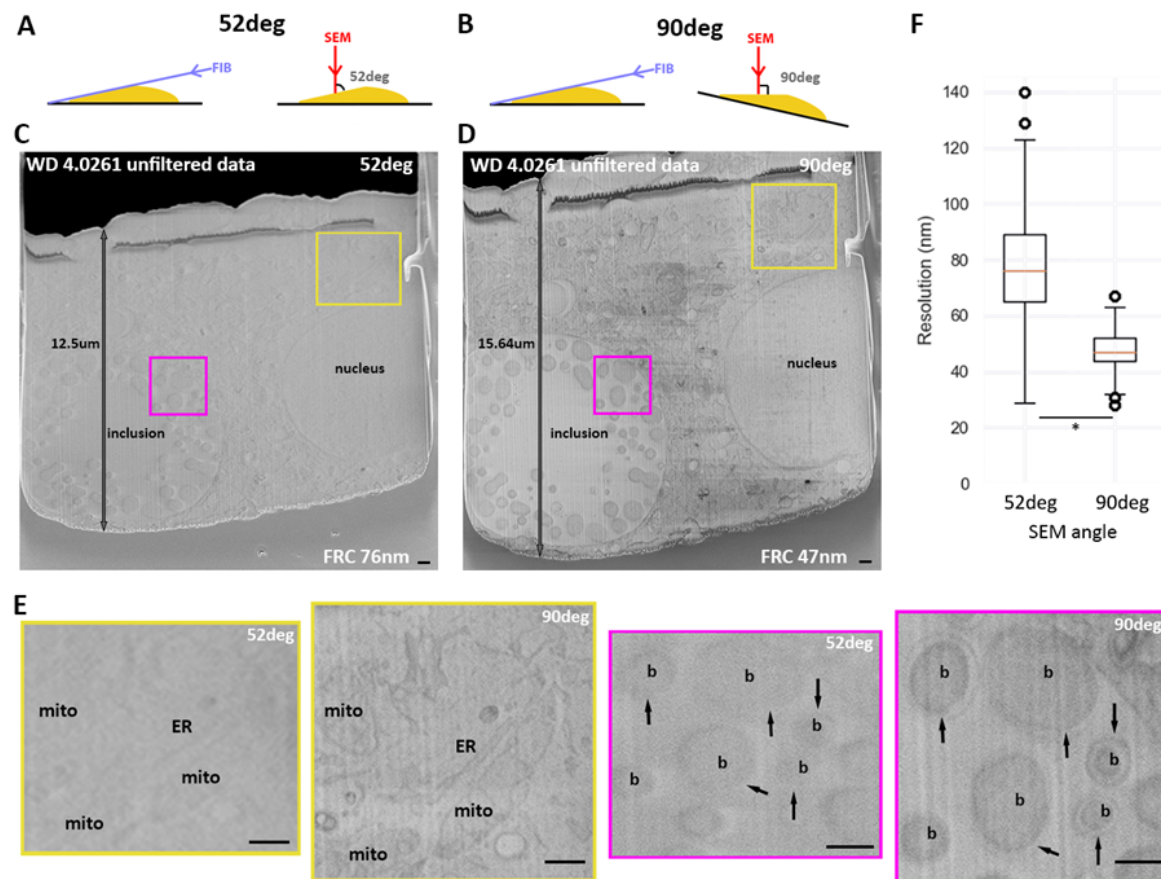 A
52deg
B
90deg
F
FIB
SEM
52deg
FIB
SEM
90deg
C
WD 4.0261 unfiltered data
52deg
12.5um
nucleus
inclusion
FRC 76nm
D
WD 4.0261 unfiltered data
90deg
15.64um
nucleus
inclusion
FRC 47nm
Resolution (nm)
140
120
100
80
60
40
20
0
*
52deg
90deg
SEM angle
E
52deg
mito
ER
mito
mito
90deg
mito
ER
mito
mito
52deg
b
b
b
b
b
b
90deg
b
b
b
b
b
b